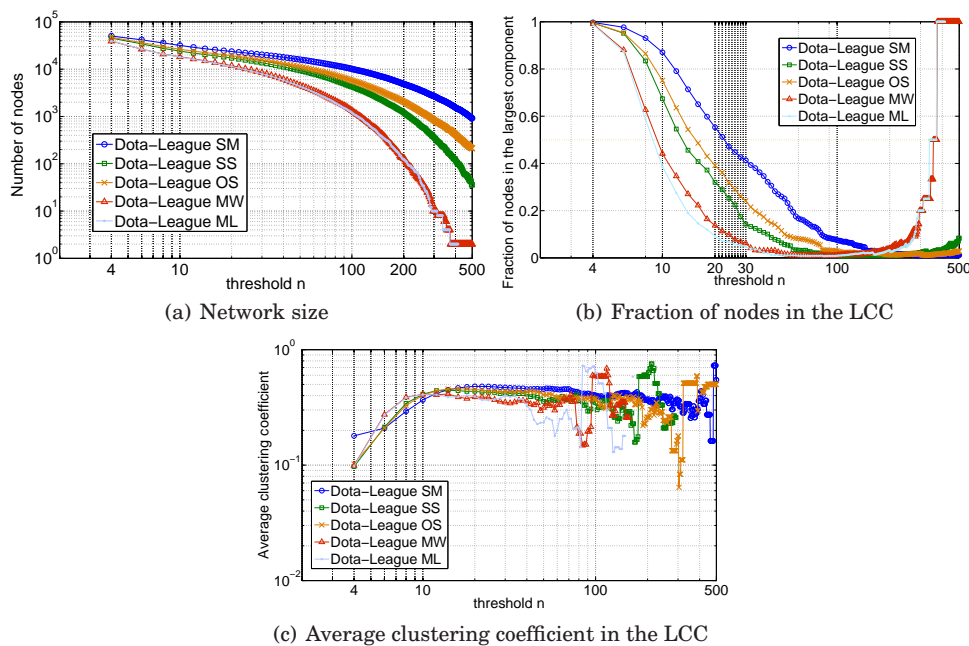 10^5
10^4
10^3
10^2
10^1
10^0
Number of nodes
Dota-League SM
Dota-League SS
Dota-League OS
Dota-League MW
Dota-League ML
4 10 100 200 500
threshold n
(a) Network size
1
0.8
0.6
0.4
0.2
0
Fraction of nodes in the largest component
Dota-League SM
Dota-League SS
Dota-League OS
Dota-League MW
Dota-League ML
4 10 20 30 100 500
threshold n
(b) Fraction of nodes in the LCC
10^0
10^-1
10^-2
Average clustering coefficient
Dota-League SM
Dota-League SS
Dota-League OS
Dota-League MW
Dota-League ML
4 10 100 500
threshold n
(c) Average clustering coefficient in the LCC